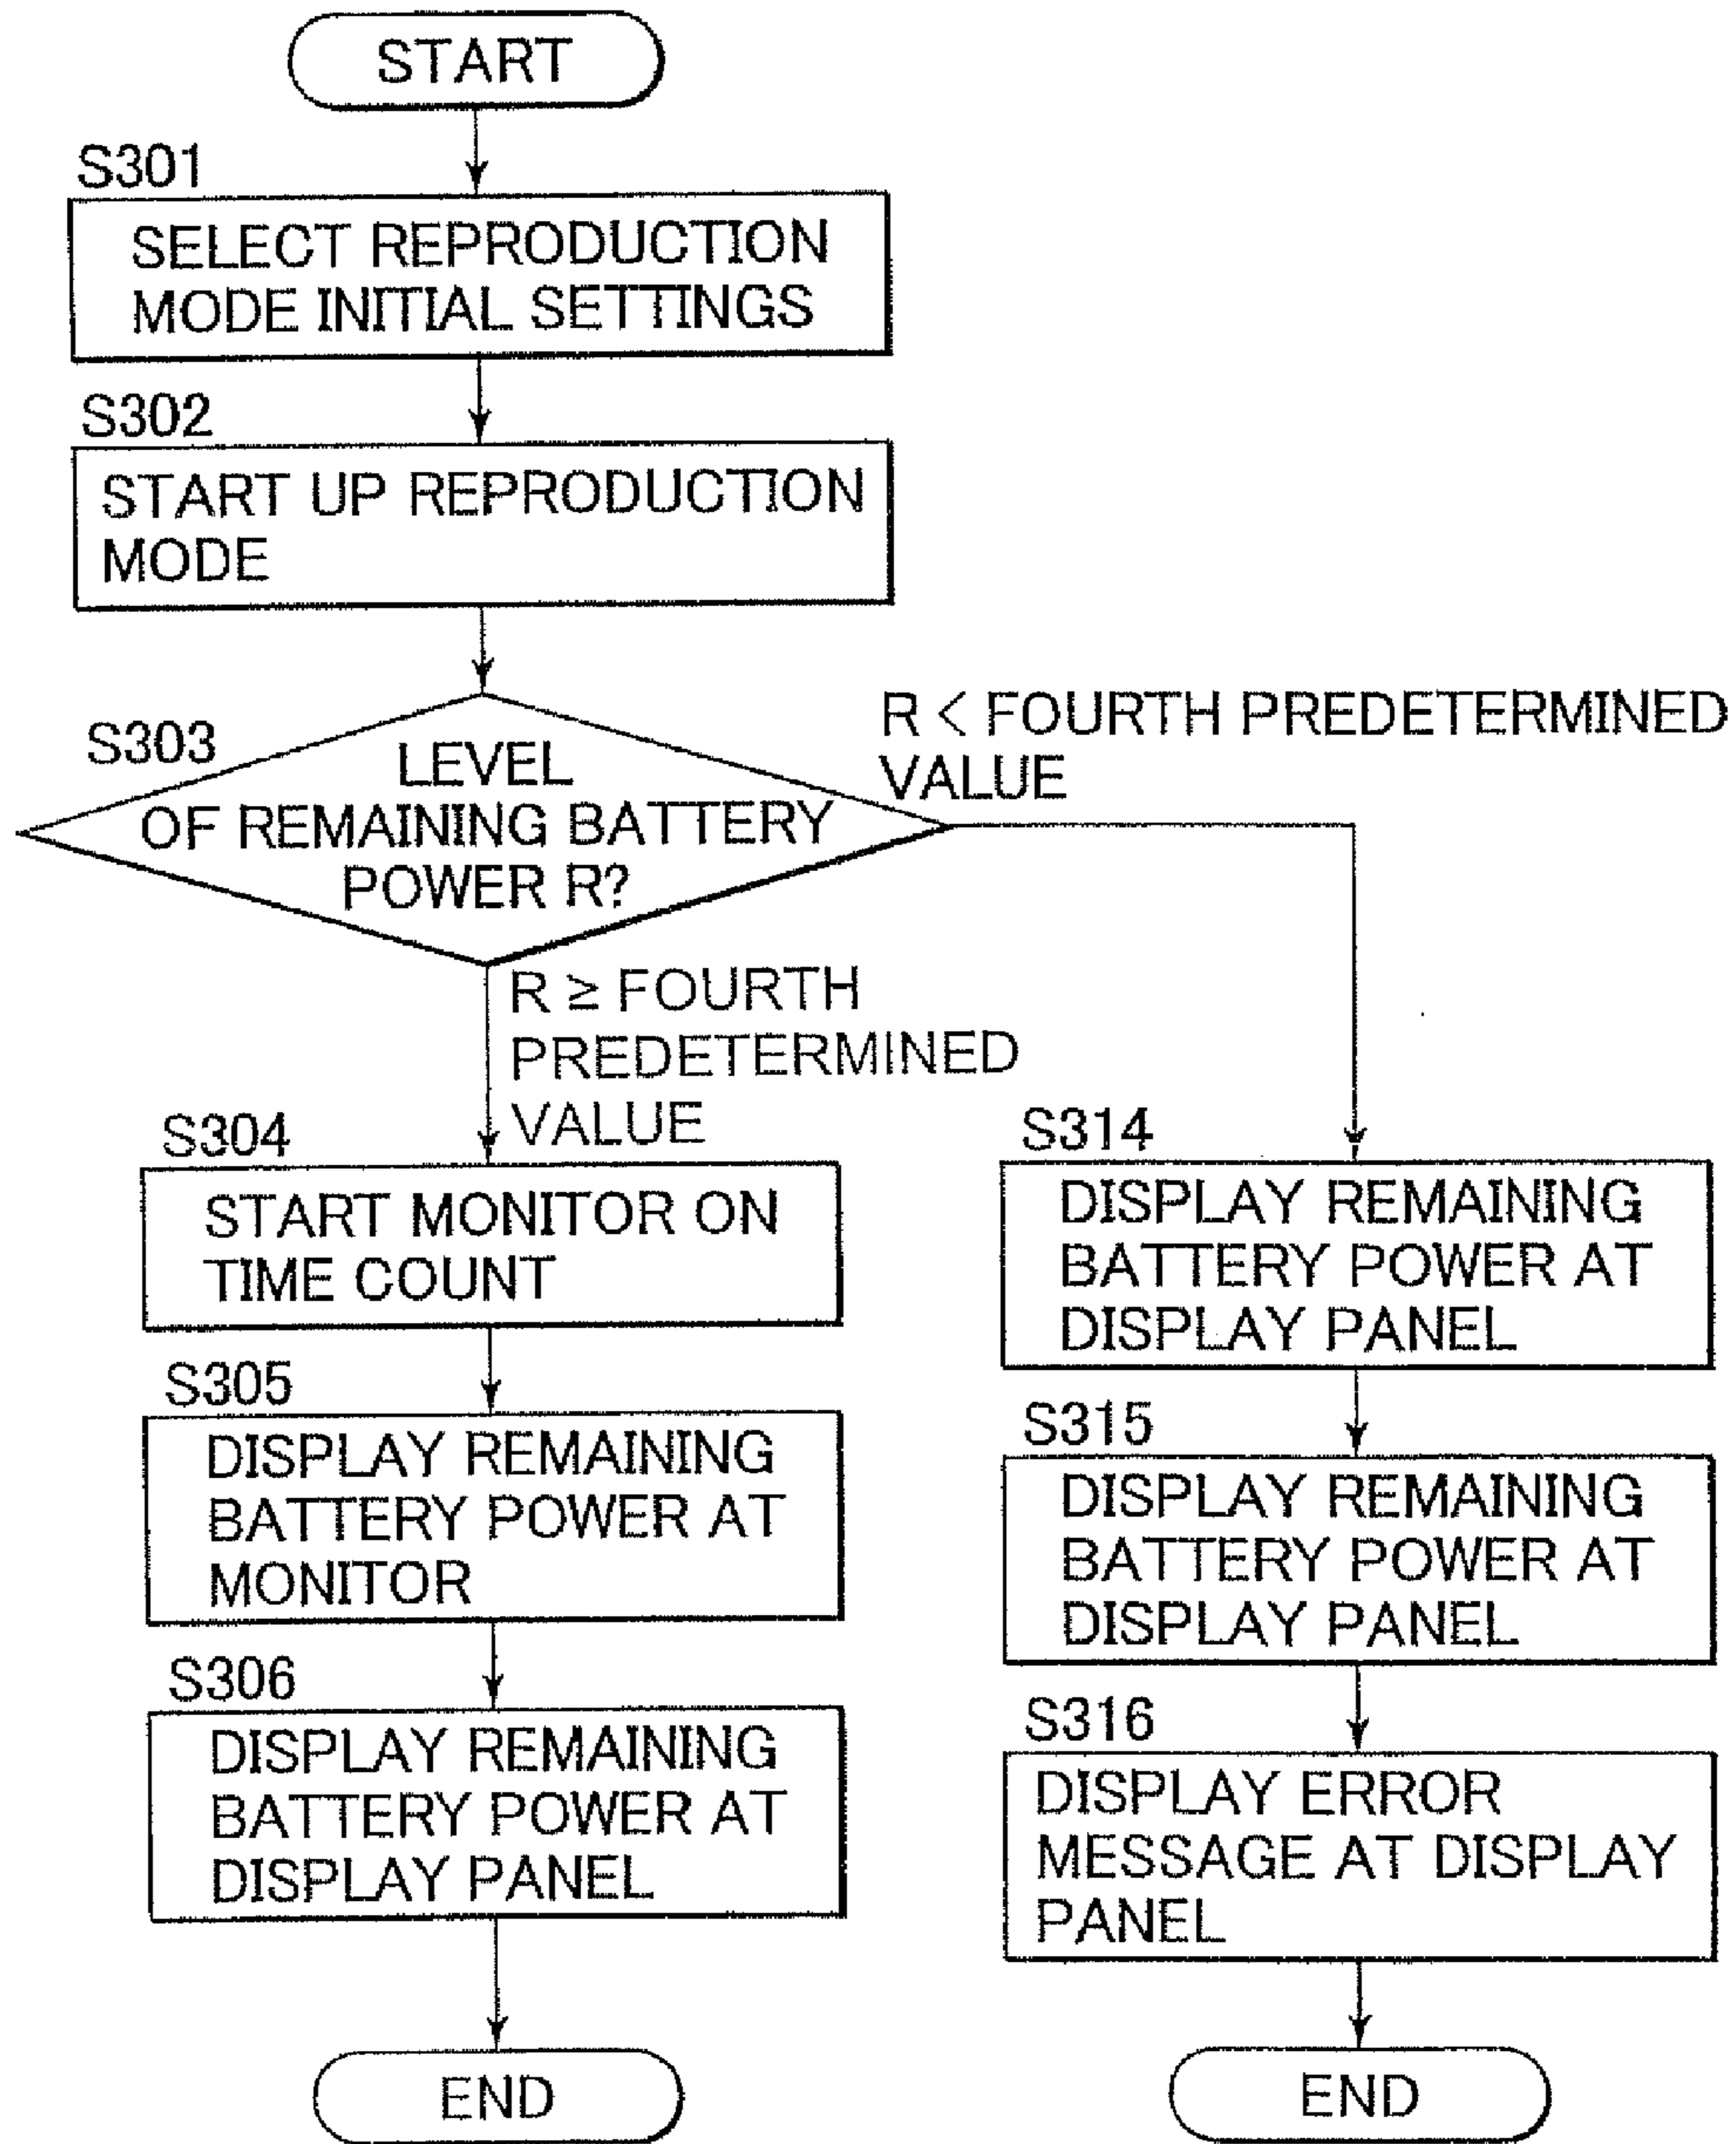 START
S301
SELECT REPRODUCTION
MODE INITIAL SETTINGS
S302
START UP REPRODUCTION
MODE
S303
LEVEL
OF REMAINING BATTERY
POWER R?
R < FOURTH PREDETERMINED
VALUE
R ≥ FOURTH
PREDETERMINED
VALUE
S304
START MONITOR ON
TIME COUNT
S305
DISPLAY REMAINING
BATTERY POWER AT
MONITOR
S306
DISPLAY REMAINING
BATTERY POWER AT
DISPLAY PANEL
END
S314
DISPLAY REMAINING
BATTERY POWER AT
DISPLAY PANEL
S315
DISPLAY REMAINING
BATTERY POWER AT
DISPLAY PANEL
S316
DISPLAY ERROR
MESSAGE AT DISPLAY
PANEL
END